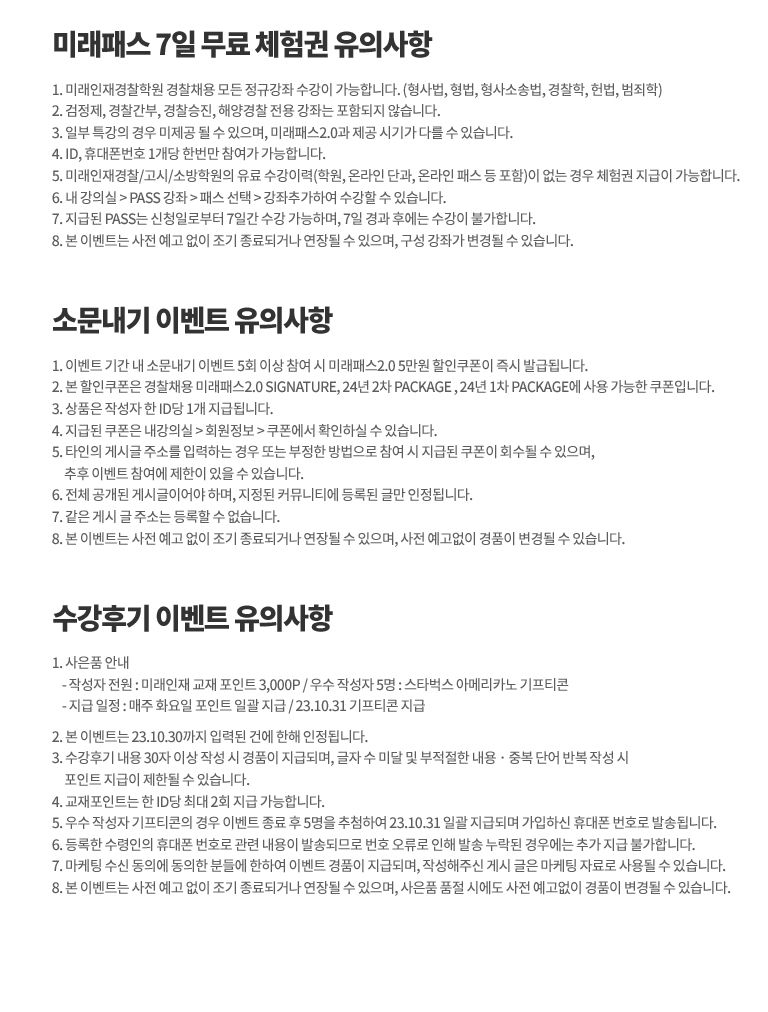 미래패스 7일 무료 체험권 유의사항
1. 미래인재경찰학원 경찰채용 모든 정규강좌 수강이 가능합니다. (형사법, 형법, 형사소송법, 경찰학, 헌법, 범죄학)
2. 검정제, 경찰간부, 경찰승진, 해양경찰 전용 강좌는 포함되지 않습니다.
3. 일부 특강의 경우 미제공 될 수 있으며, 미래패스2.0과 제공 시기가 다를 수 있습니다.
4. ID, 휴대폰번호 1개당 한번만 참여가 가능합니다.
5. 미래인재경찰/고시/소방학원의 유료 수강이력(학원, 온라인 단과, 온라인 패스 등 포함)이 없는 경우 체험권 지급이 가능합니다.
6. 내 강의실 > PASS 강좌 > 패스 선택 > 강좌추가하여 수강할 수 있습니다.
7. 지급된 PASS는 신청일로부터 7일간 수강 가능하며, 7일 경과 후에는 수강이 불가합니다.
8. 본 이벤트는 사전 예고 없이 조기 종료되거나 연장될 수 있으며, 구성 강좌가 변경될 수 있습니다.
소문내기 이벤트 유의사항
1. 이벤트 기간 내 소문내기 이벤트 5회 이상 참여 시 미래패스2.0 5만원 할인쿠폰이 즉시 발급됩니다.
2. 본 할인쿠폰은 경찰채용 미래패스2.0 SIGNATURE, 24년 2차 PACKAGE , 24년 1차 PACKAGE에 사용 가능한 쿠폰입니다.
3. 상품은 작성자 한 ID당 1개 지급됩니다.
4. 지급된 쿠폰은 내강의실 > 회원정보 > 쿠폰에서 확인하실 수 있습니다.
5. 타인의 게시글 주소를 입력하는 경우 또는 부정한 방법으로 참여 시 지급된 쿠폰이 회수될 수 있으며,
추후 이벤트 참여에 제한이 있을 수 있습니다.
6. 전체 공개된 게시글이어야 하며, 지정된 커뮤니티에 등록된 글만 인정됩니다.
7. 같은 게시 글 주소는 등록할 수 없습니다.
8. 본 이벤트는 사전 예고 없이 조기 종료되거나 연장될 수 있으며, 사전 예고없이 경품이 변경될 수 있습니다.
수강후기 이벤트 유의사항
1. 사은품 안내
- 작성자 전원 : 미래인재 교재 포인트 3,000P / 우수 작성자 5명 : 스타벅스 아메리카노 기프티콘
- 지급 일정 : 매주 화요일 포인트 일괄 지급 / 23.10.31 기프티콘 지급
2. 본 이벤트는 23.10.30까지 입력된 건에 한해 인정됩니다.
3. 수강후기 내용 30자 이상 작성 시 경품이 지급되며, 글자 수 미달 및 부적절한 내용 · 중복 단어 반복 작성 시
포인트 지급이 제한될 수 있습니다.
4. 교재포인트는 한 ID당 최대 2회 지급 가능합니다.
5. 우수 작성자 기프티콘의 경우 이벤트 종료 후 5명을 추첨하여 23.10.31 일괄 지급되며 가입하신 휴대폰 번호로 발송됩니다.
6. 등록한 수령인의 휴대폰 번호로 관련 내용이 발송되므로 번호 오류로 인해 발송 누락된 경우에는 추가 지급 불가합니다.
7. 마케팅 수신 동의에 동의한 분들에 한하여 이벤트 경품이 지급되며, 작성해주신 게시 글은 마케팅 자료로 사용될 수 있습니다.
8. 본 이벤트는 사전 예고 없이 조기 종료되거나 연장될 수 있으며, 사은품 품절 시에도 사전 예고없이 경품이 변경될 수 있습니다.